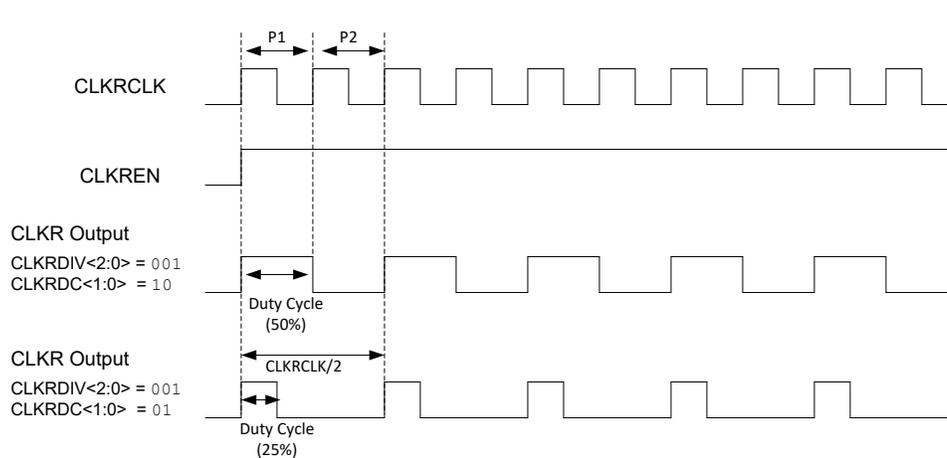 P1
P2
CLKRCLK
CLKREN
CLKR Output
CLKRDIV<2:0> = 001
CLKRDC<1:0> = 10
Duty Cycle
(50%)
CLKR Output
CLKRDIV<2:0> = 001
CLKRDC<1:0> = 01
CLKRCLK/2
Duty Cycle
(25%)